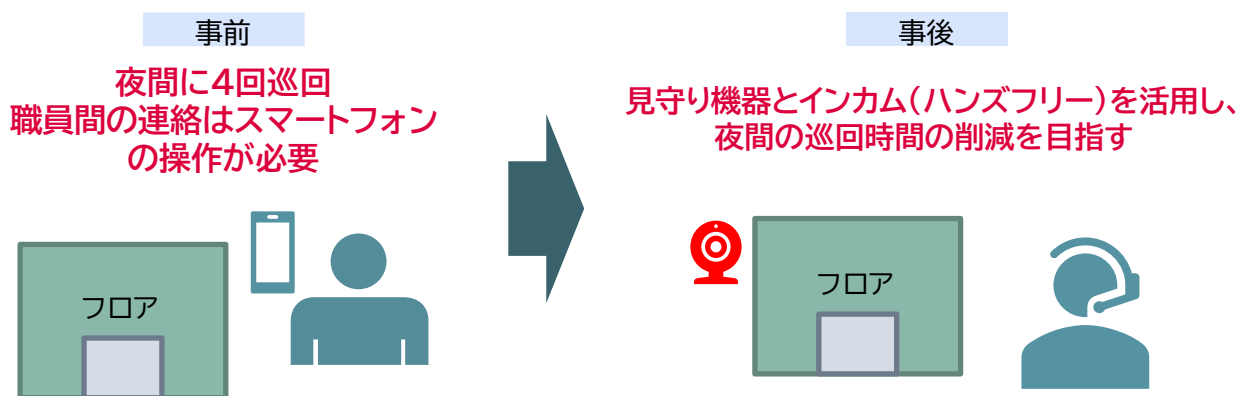 事前
夜間に4回巡回
職員間の連絡はスマートフォン
の操作が必要
フロア
事後
見守り機器とインカム（ハンズフリー）を活用し、
夜間の巡回時間の削減を目指す
フロア